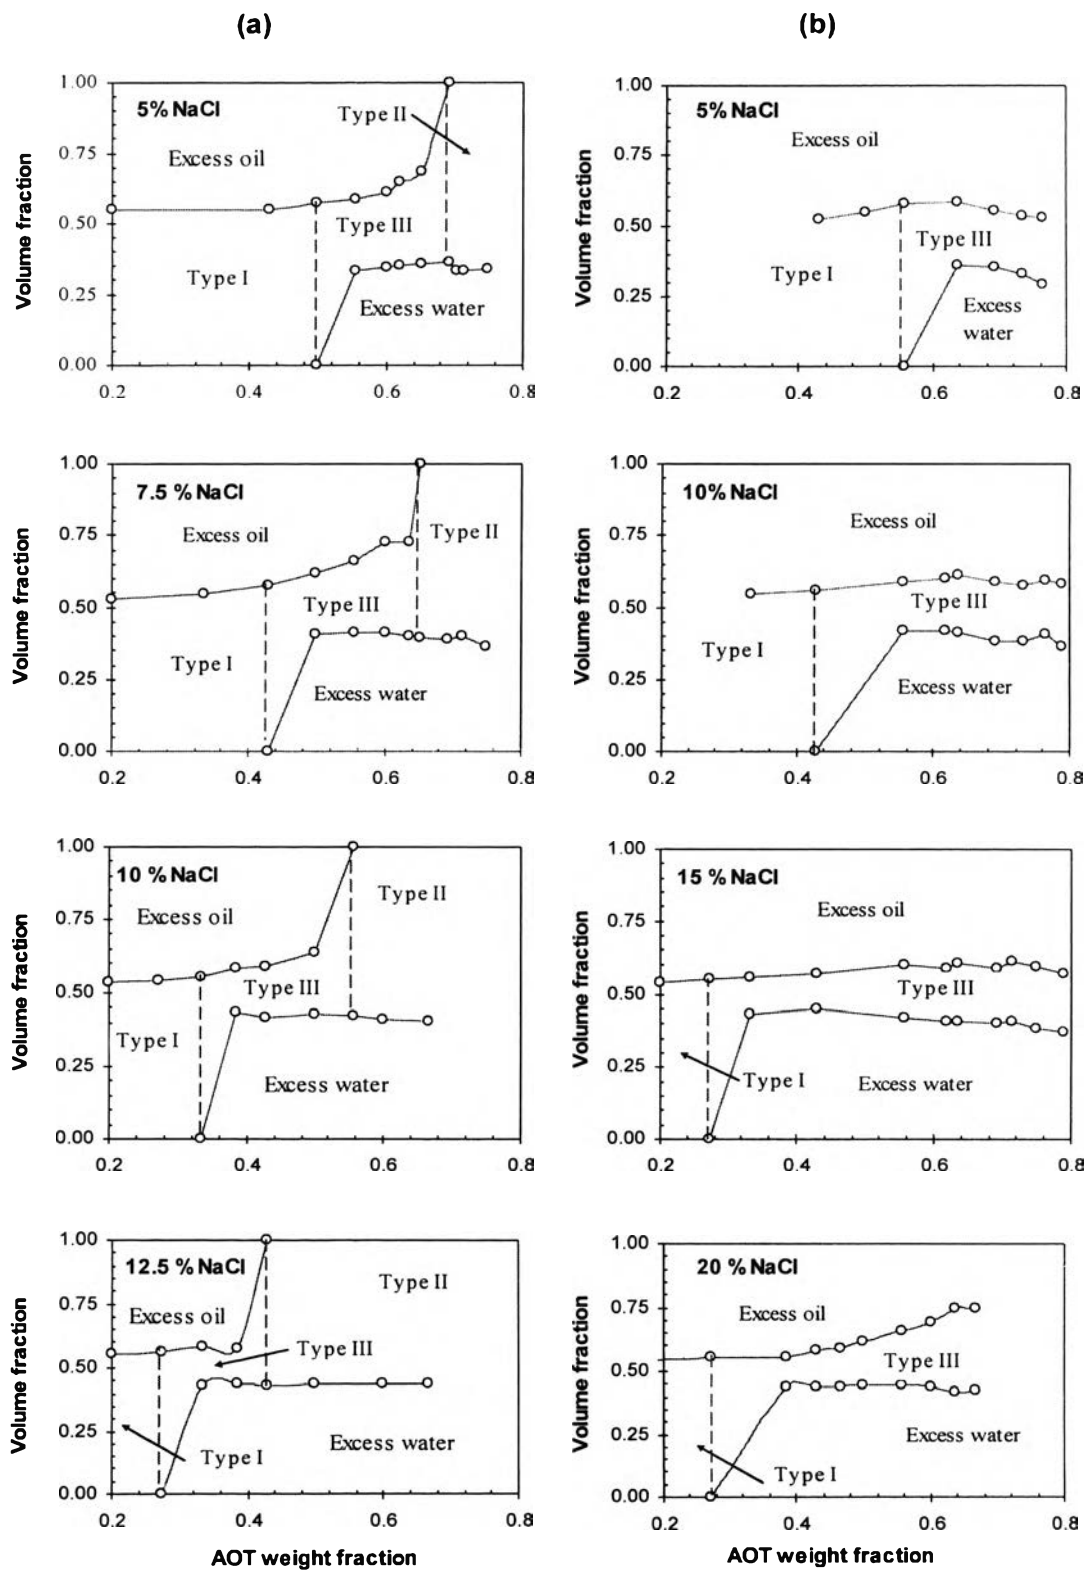 (a)
5% NaCl
Type II
Excess oil
Type III
Type I
Excess water
Volume fraction
1.00
0.75
0.50
0.25
0.00
0.2
0.4
0.6
0.8
7.5 % NaCl
Excess oil
Type II
Type III
Type I
Excess water
Volume fraction
1.00
0.75
0.50
0.25
0.00
0.2
0.4
0.6
0.8
10 % NaCl
Excess oil
Type II
Type III
Type I
Excess water
Volume fraction
1.00
0.75
0.50
0.25
0.00
0.2
0.4
0.6
0.8
12.5 % NaCl
Type II
Excess oil
Type III
Type I
Excess water
Volume fraction
1.00
0.75
0.50
0.25
0.00
0.2
0.4
0.6
0.8
AOT weight fraction
(b)
5% NaCl
Excess oil
Type III
Type I
Excess
water
Volume fraction
1.00
0.75
0.50
0.25
0.00
0.2
0.4
0.6
0.8
10% NaCl
Excess oil
Type III
Type I
Excess water
Volume fraction
1.00
0.75
0.50
0.25
0.00
0.2
0.4
0.6
0.8
15 % NaCl
Excess oil
Type III
Type I
Excess water
Volume fraction
1.00
0.75
0.50
0.25
0.00
0.2
0.4
0.6
0.8
20 % NaCl
Excess oil
Type III
Excess water
Type I
Volume fraction
1.00
0.75
0.50
0.25
0.00
0.2
0.4
0.6
0.8
AOT weight fraction